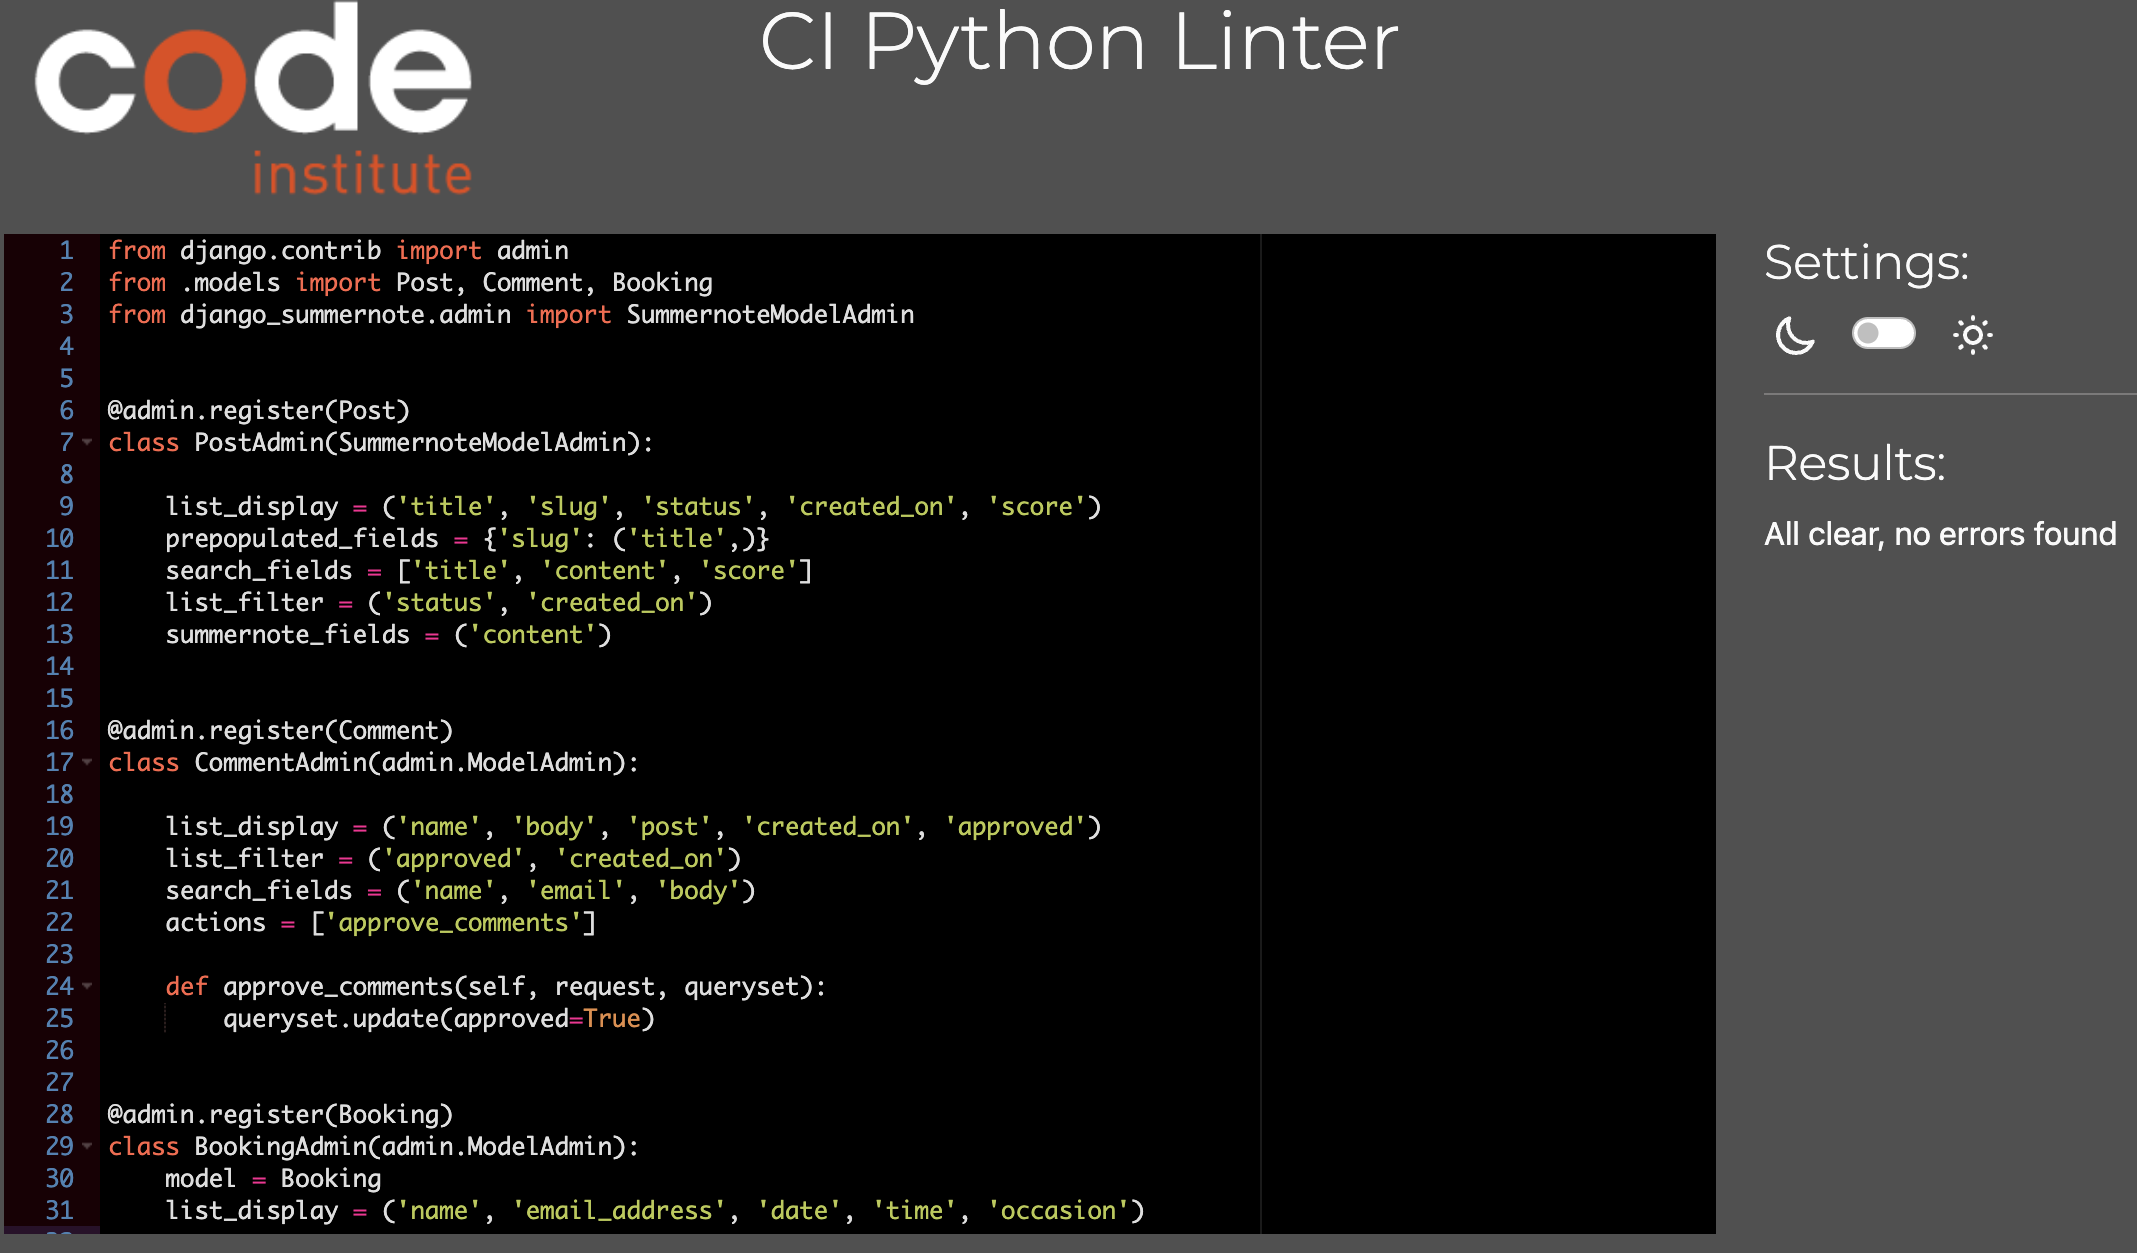 code
institute
CI Python Linter
1 from django.contrib import admin
2 from .models import Post, Comment, Booking
3 from django_summernote.admin import SummernoteModelAdmin
4
5
6 @admin.register(Post)
7 class PostAdmin(SummernoteModelAdmin):
8
9     list_display = ('title', 'slug', 'status', 'created_on', 'score')
10     prepopulated_fields = {'slug': ('title',)}
11     search_fields = ['title', 'content', 'score']
12     list_filter = ('status', 'created_on')
13     summernote_fields = ('content')
14
15
16 @admin.register(Comment)
17 class CommentAdmin(admin.ModelAdmin):
18
19     list_display = ('name', 'body', 'post', 'created_on', 'approved')
20     list_filter = ('approved', 'created_on')
21     search_fields = ('name', 'email', 'body')
22     actions = ['approve_comments']
23
24     def approve_comments(self, request, queryset):
25         queryset.update(approved=True)
26
27
28 @admin.register(Booking)
29 class BookingAdmin(admin.ModelAdmin):
30     model = Booking
31     list_display = ('name', 'email_address', 'date', 'time', 'occasion')
Settings:
Results:
All clear, no errors found